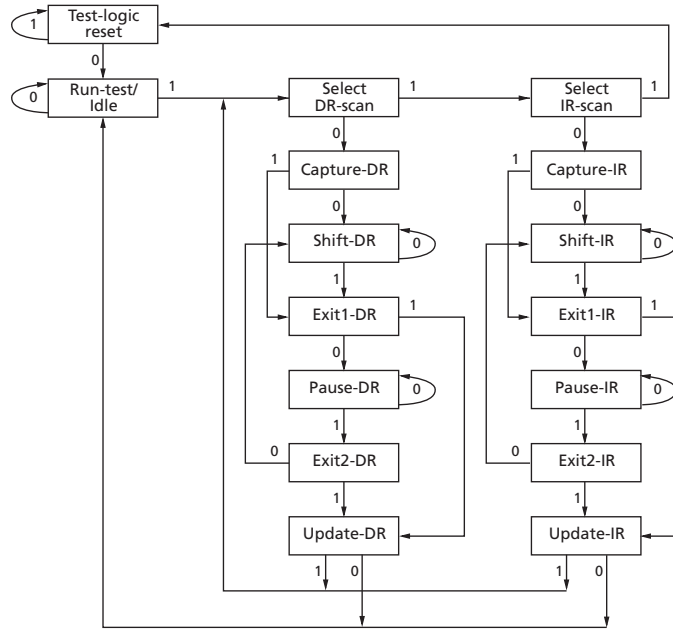 Test-logic
reset
1
0
Run-test/
Idle
0
1
Select
DR-scan
1
Select
IR-scan
1
0
0
1
Capture-DR
1
Capture-IR
0
0
Shift-DR
0
Shift-IR
0
1
1
Exit1-DR
1
Exit1-IR
1
0
0
Pause-DR
0
Pause-IR
0
1
1
0
Exit2-DR
0
Exit2-IR
1
1
Update-DR
Update-IR
1
0
1
0